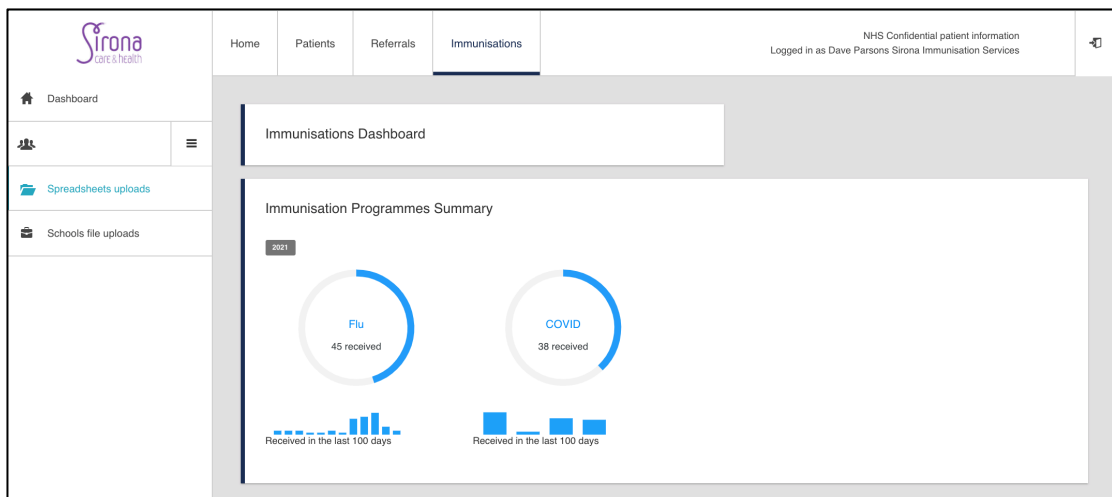 Sirona
care & health
Home Patients Referrals Immunisations
NHS Confidential patient information
Logged in as Dave Parsons Sirona Immunisation Services
Dashboard
Spreadsheets uploads
Schools file uploads
Immunisations Dashboard
Immunisation Programmes Summary
2021
Flu
45 received
COVID
38 received
Received in the last 100 days
Received in the last 100 days